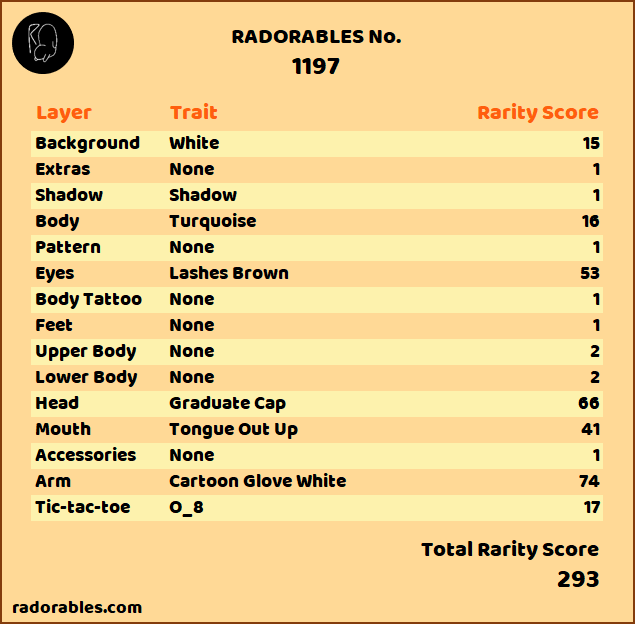 RADORABLES No.
1197
Layer Trait Rarity Score
Background White 15
Extras None 1
Shadow Shadow 1
Body Turquoise 16
Pattern None 1
Eyes Lashes Brown 53
Body Tattoo None 1
Feet None 1
Upper Body None 2
Lower Body None 2
Head Graduate Cap 66
Mouth Tongue Out Up 41
Accessories None 1
Arm Cartoon Glove White 74
Tic-tac-toe O_8 17
Total Rarity Score
293
radorables.com